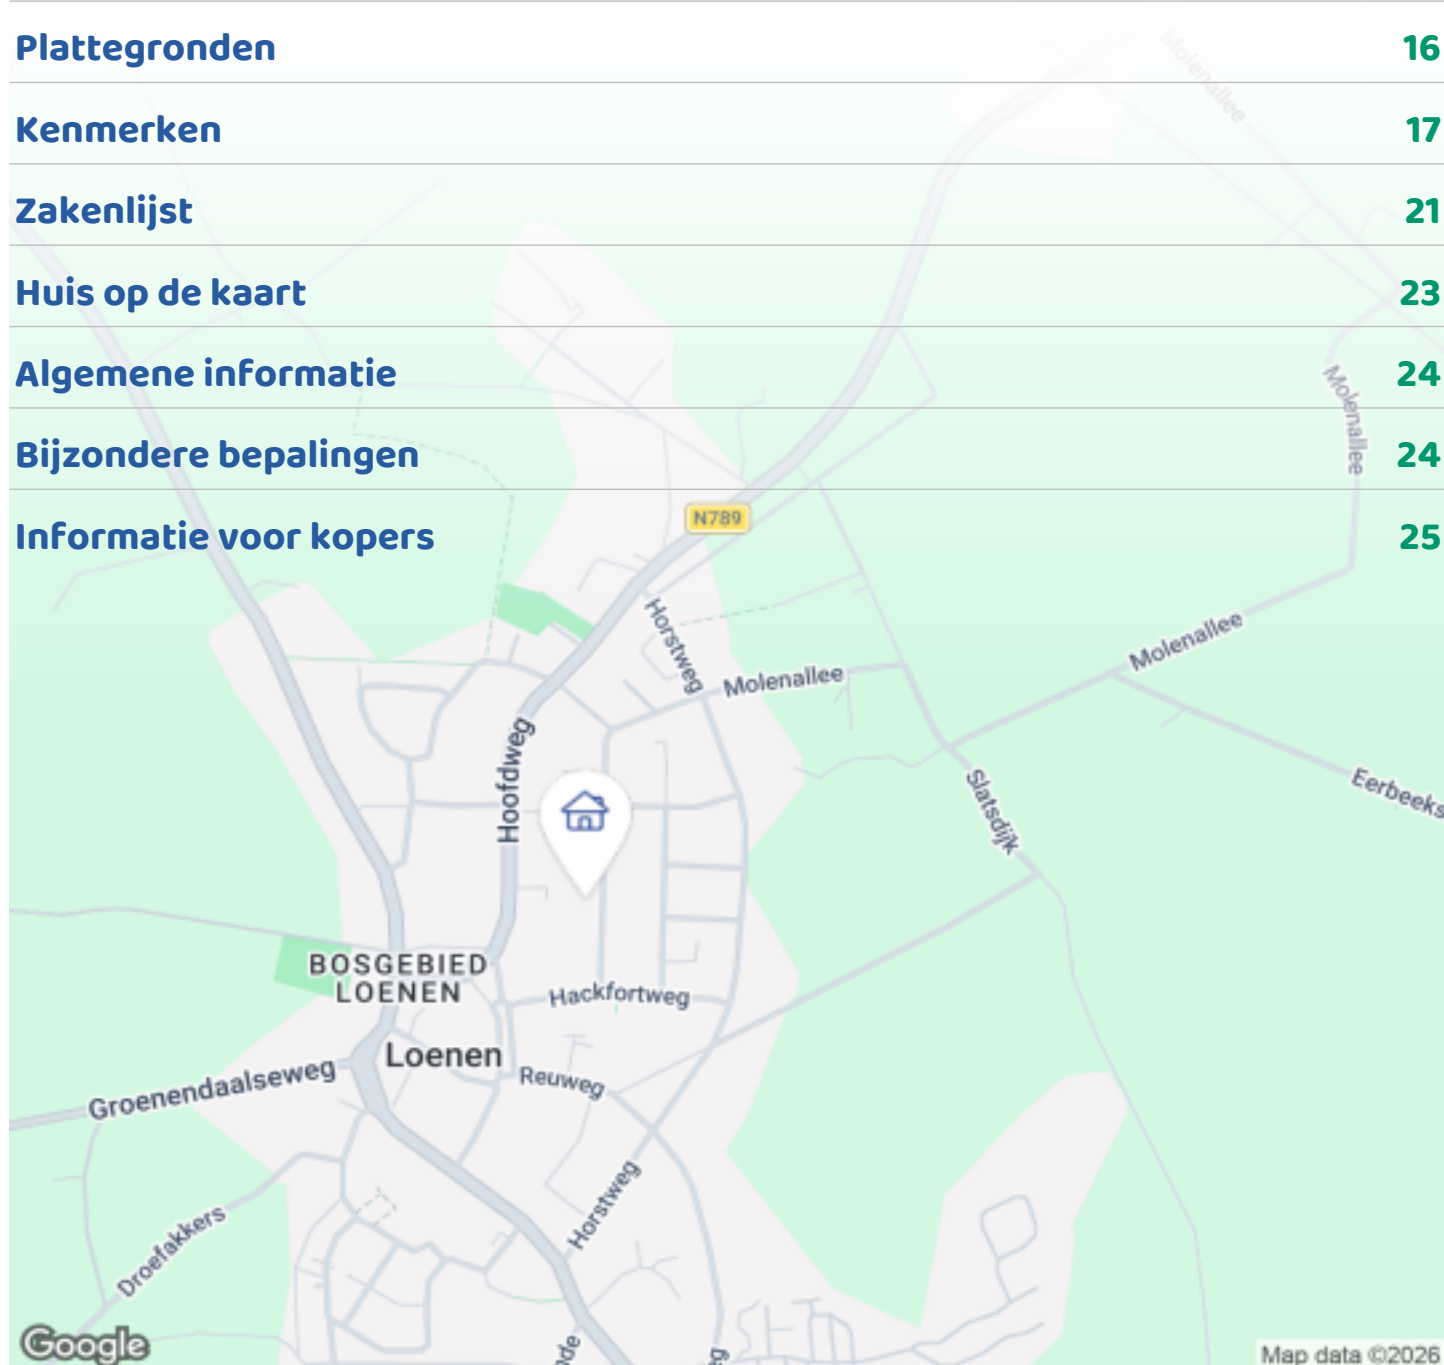 Plattegronden 16
Kenmerken 17
Zakenlijst 21
Huis op de kaart 23
Algemene informatie 24
Bijzondere bepalingen 24
Informatie voor kopers 25
Molenallee
Molenallee
N789
Horstweg
Molenallee
Molenallee
Hoofdweg
Slatsdijk
Eerbeeks
BOSGEBIED
LOENEN
Hackfortweg
Loenen
Groenendaalseweg
Reuweg
Horstweg
Droefakkers
Google
Map data ©2026